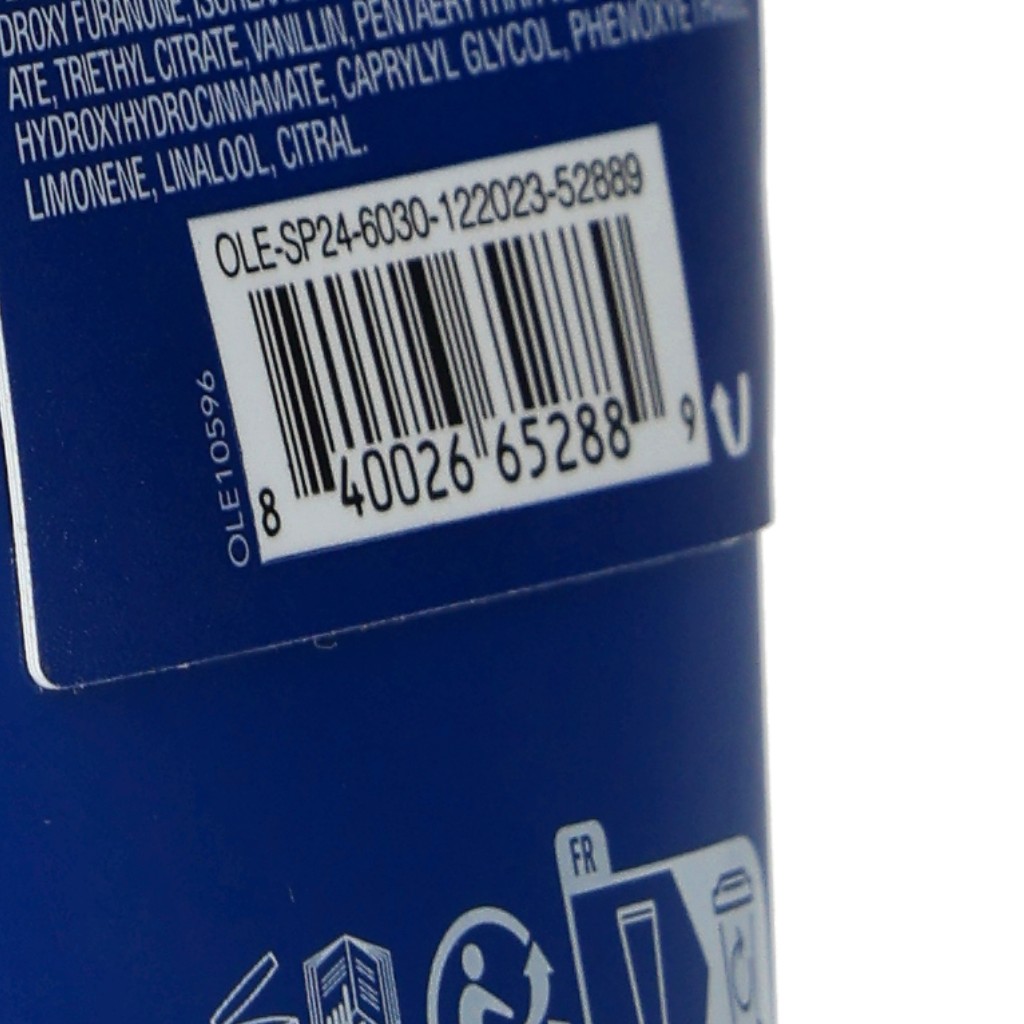 DROXY FURANONE,
ATE, TRIETHYL CITRATE, VANILLIN,
HYDROXYHYDROCINNAMATE, CAPRYLYL GLYCOL,
LIMONENE, LINALOOL, CITRAL.
OLE-SP24-6030-122023-52889
OLE10596
8 40026 65288 9
FR